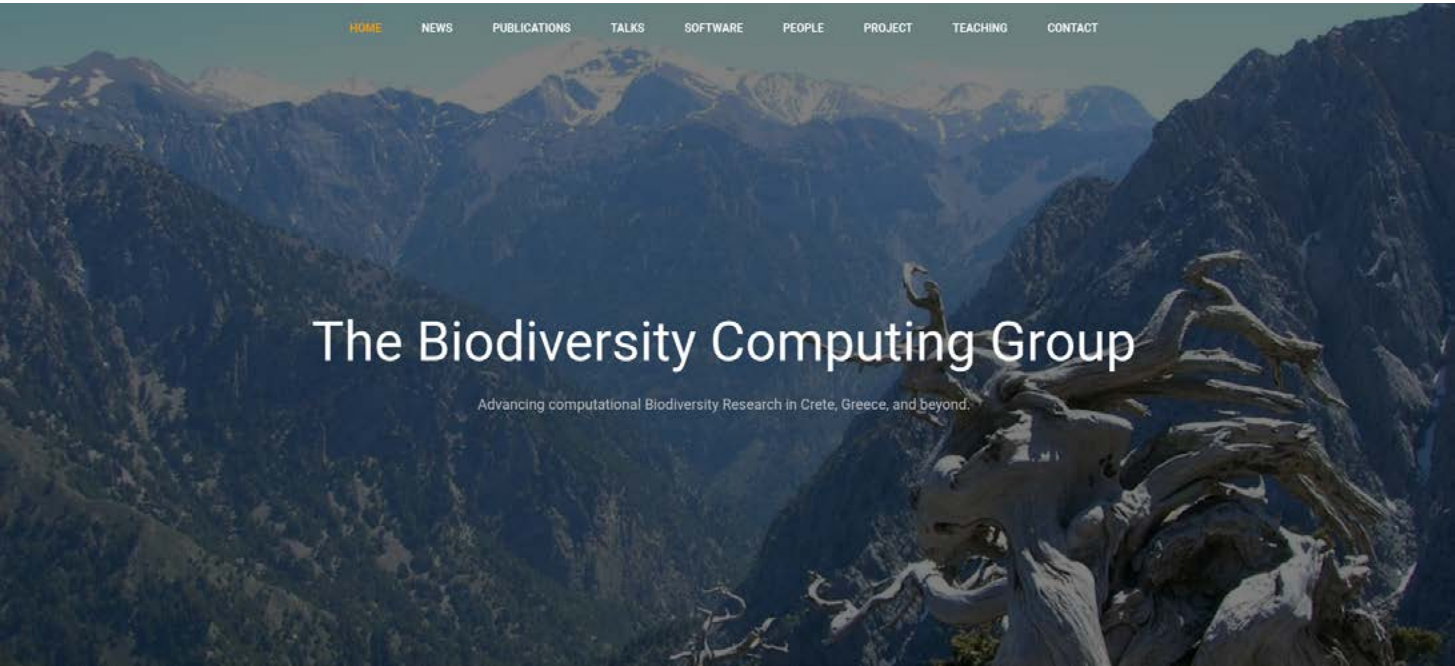 HOME NEWS PUBLICATIONS TALKS SOFTWARE PEOPLE PROJECT TEACHING CONTACT
The Biodiversity Computing Group
Advancing computational Biodiversity Research in Crete, Greece, and beyond.